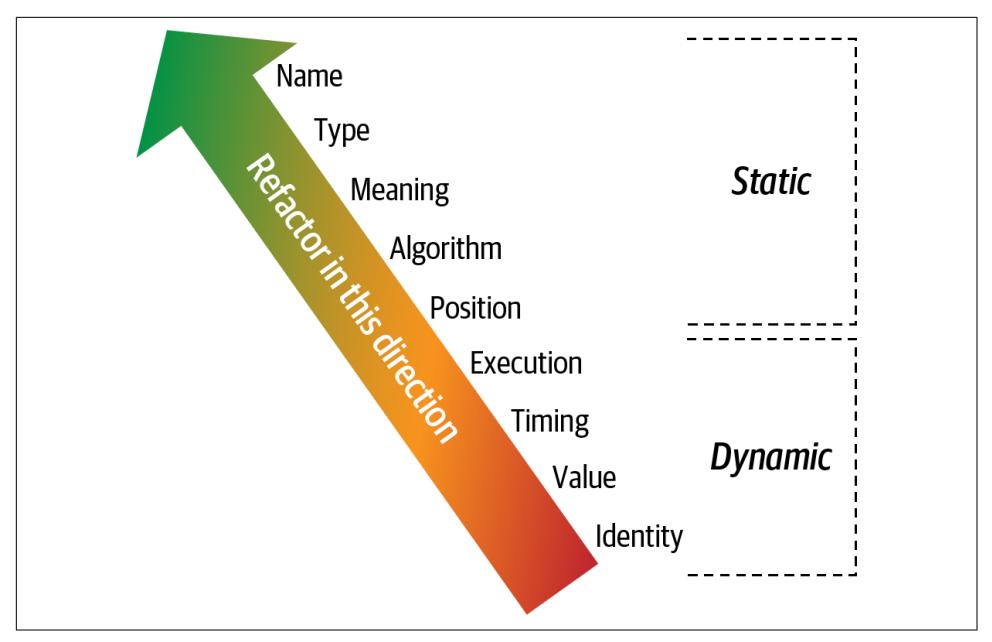 Name
Type
Meaning
Algorithm
Position
Execution
Timing
Value
Identity
Refactor in this direction
Static
Dynamic